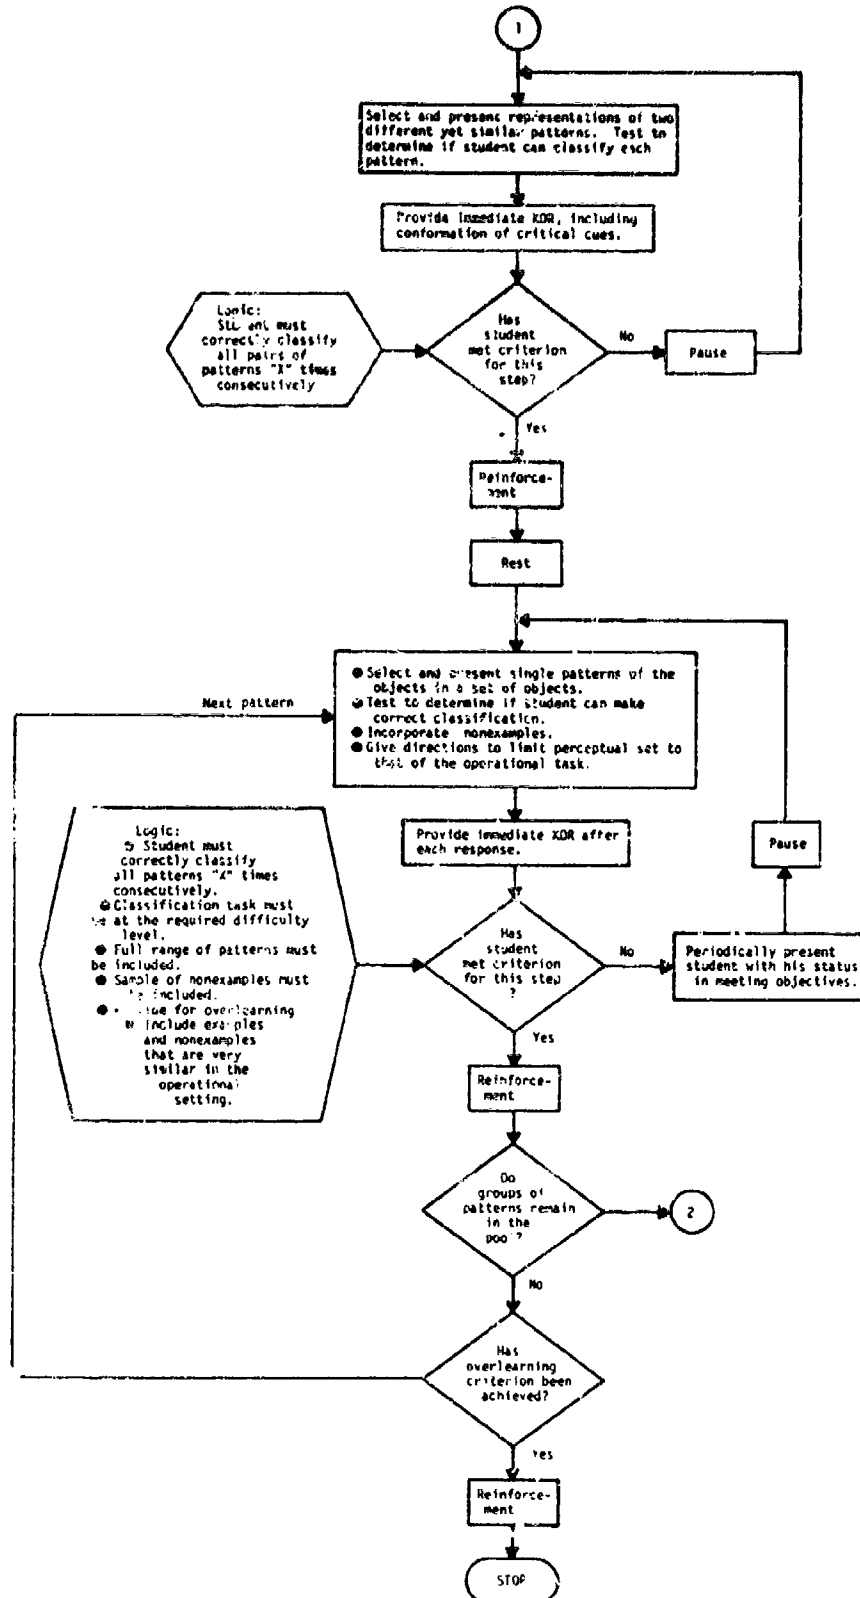 1
Select and present representations of two
different yet similar patterns. Test to
determine if student can classify each
pattern.
Provide immediate KOR, including
conformation of critical cues.
Logic:
must
correctly classify
all pairs of
patterns "X" times
consecutively
Has
student
met criterion
for this
step?
No
Pause
Yes
Reinforce-
ment
Rest
Next pattern
Select and present single patterns of the
objects in a set of objects.
Test to determine if student can make
correct classification.
Incorporate nonexamples.
Give directions to limit perceptual set to
that of the operational task.
Provide immediate KOR after
each response.
Pause
Logic:
Student must
correctly classify
all patterns "X" times
consecutively.
Classification task must
be at the required difficulty
level.
Full range of patterns must
be included.
Sample of nonexamples must
be included.
for overlearning
include examples
and nonexamples
that are very
similar in the
operational
setting.
Has
student
met criterion
for this step
?
No
Periodically present
student with his status
in meeting objectives.
Yes
Reinforce-
ment
Do
groups of
patterns remain
in the
pool?
2
No
Has
overlearning
criterion been
achieved?
Yes
Reinforce-
ment
STOP